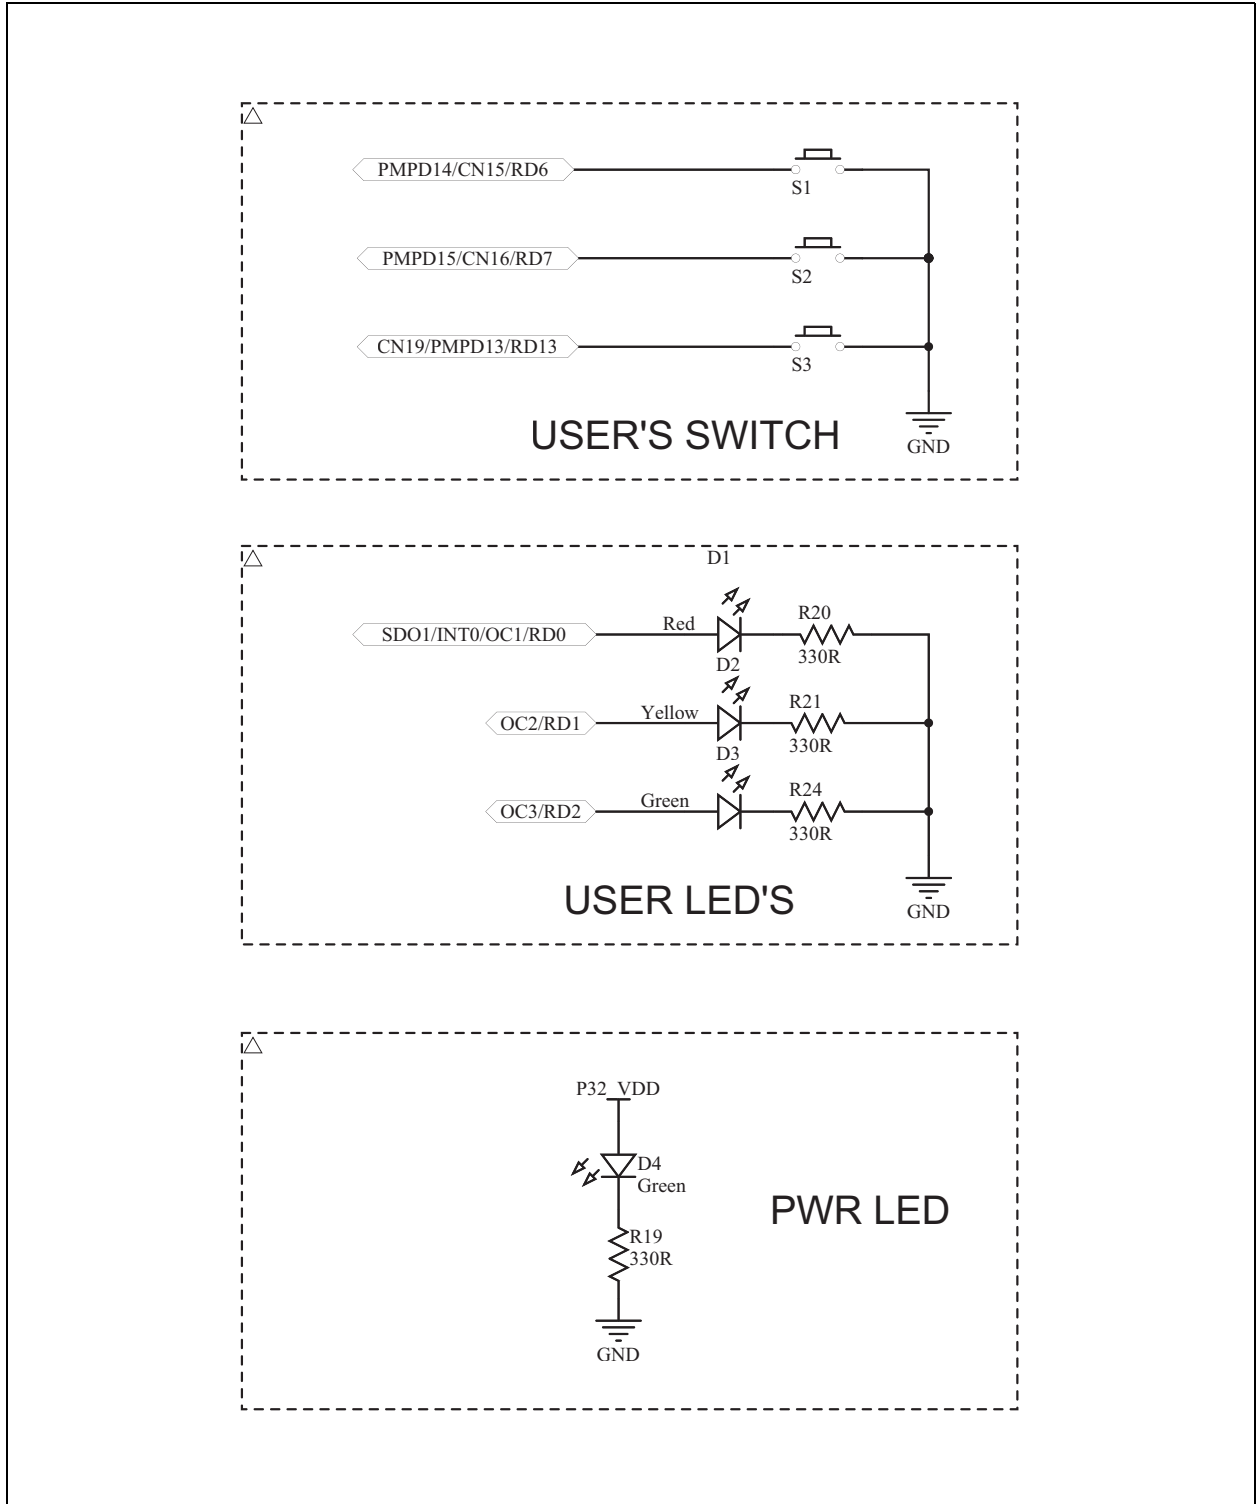 PMPD14/CN15/RD6
S1
PMPD15/CN16/RD7
S2
CN19/PMPD13/RD13
S3
USER'S SWITCH
GND
D1
SDO1/INT0/OC1/RD0
Red
R20
330R
D2
OC2/RD1
Yellow
R21
330R
D3
OC3/RD2
Green
R24
330R
USER LED'S
GND
P32_VDD
D4
Green
PWR LED
R19
330R
GND